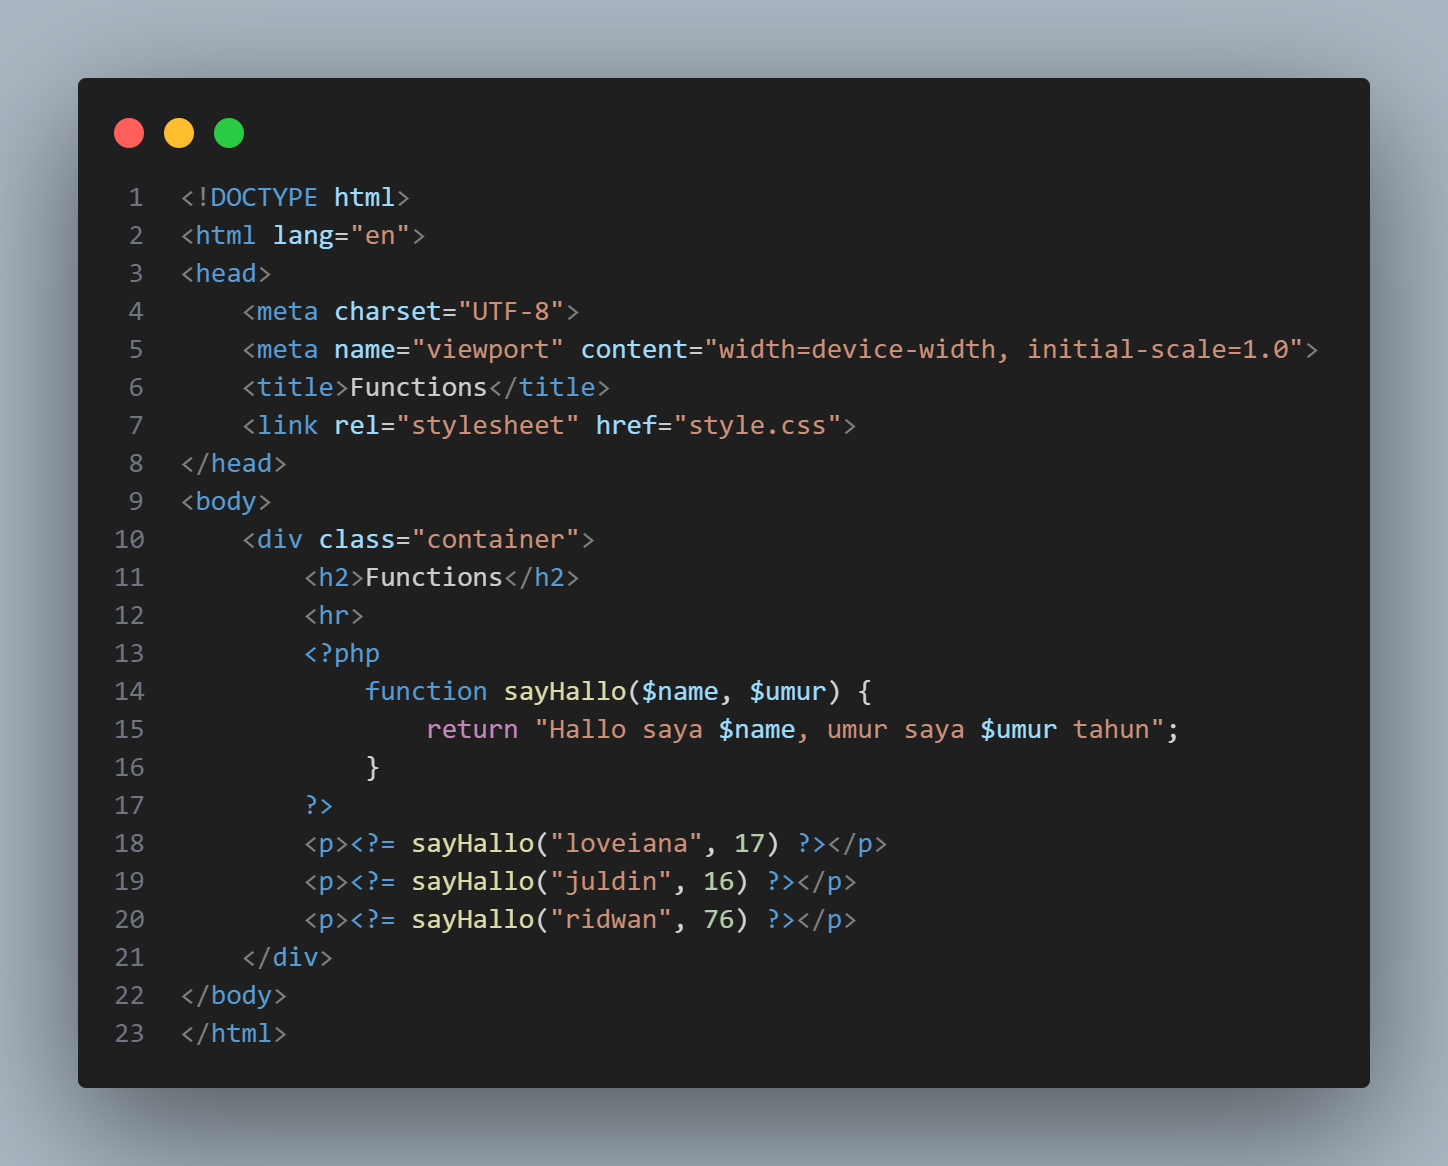 1 <!DOCTYPE html>
2 <html lang="en">
3 <head>
4     <meta charset="UTF-8">
5     <meta name="viewport" content="width=device-width, initial-scale=1.0">
6     <title>Functions</title>
7     <link rel="stylesheet" href="style.css">
8 </head>
9 <body>
10     <div class="container">
11         <h2>Functions</h2>
12         <hr>
13         <?php
14             function sayHallo($name, $umur) {
15                 return "Hallo saya $name, umur saya $umur tahun";
16             }
17         ?>
18         <p><?= sayHallo("loveiana", 17) ?></p>
19         <p><?= sayHallo("juldin", 16) ?></p>
20         <p><?= sayHallo("ridwan", 76) ?></p>
21     </div>
22 </body>
23 </html>